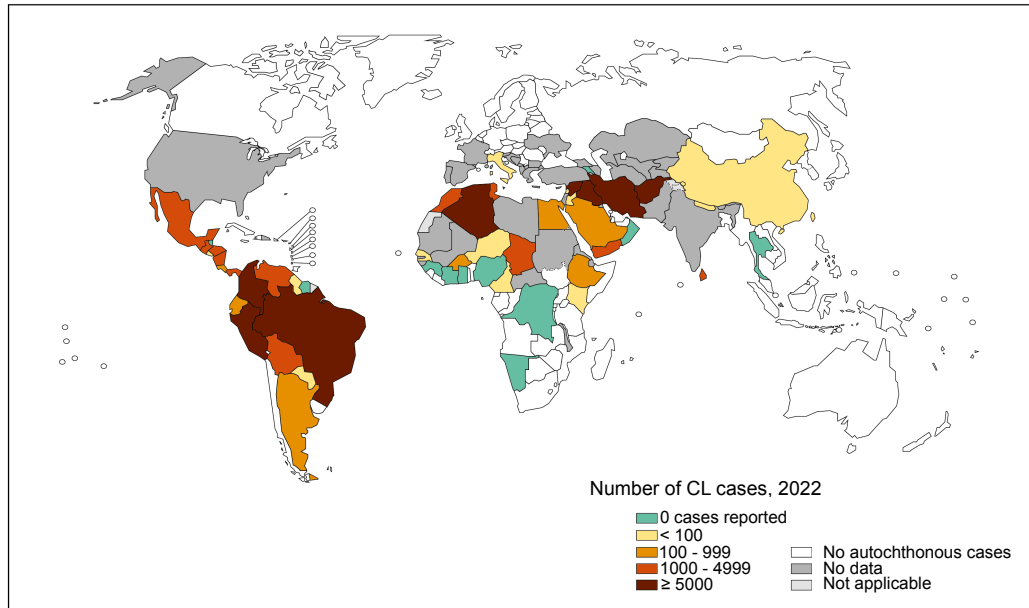 Number of CL cases, 2022
0 cases reported
< 100
100 - 999
1000 - 4999
≥ 5000
No autochthonous cases
No data
Not applicable